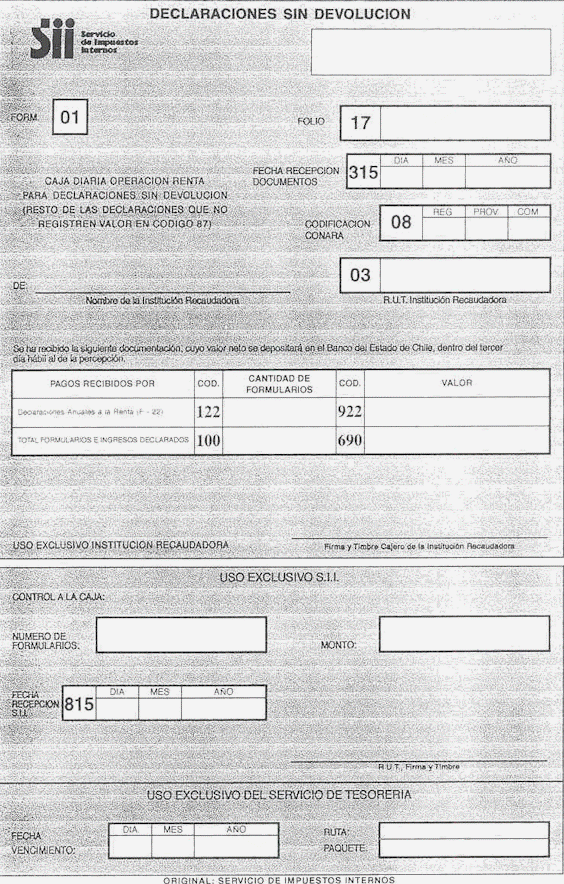 DECLARACIONES SIN DEVOLUCION
Sii Servicio
de Impuestos
Internos
FORM. 01
FOLIO 17
FECHA RECEPCION
DOCUMENTOS 315 DIA MES AÑO
CAJA DIARIA OPERACION RENTA
PARA DECLARACIONES SIN DEVOLUCION
(RESTO DE LAS DECLARACIONES QUE NO
REGISTREN VALOR EN CODIGO 87)
CODIFICACION
CONARA 08 REG PROV. COM
03
DE:
Nombre de la Institución Recaudadora
R.U.T. Institución Recaudadora
Se ha recibido la siguiente documentación, cuyo valor neto se depositará en el Banco del Estado de Chile, dentro del tercer
día hábil al de la percepción.
PAGOS RECIBIDOS POR COD. CANTIDAD DE FORMULARIOS COD. VALOR
Declaraciones Anuales a la Renta (F - 22) 122 922
TOTAL FORMULARIOS E INGRESOS DECLARADOS 100 690
USO EXCLUSIVO INSTITUCION RECAUDADORA
Firma y Timbre Cajero de la Institución Recaudadora
USO EXCLUSIVO S.I.I.
CONTROL A LA CAJA:
NUMERO DE
FORMULARIOS:
MONTO:
FECHA
RECEPCION
S.I.I. 815 DIA MES AÑO
R.U.T., Firma y Timbre
USO EXCLUSIVO DEL SERVICIO DE TESORERIA
FECHA
VENCIMIENTO: DIA MES AÑO
RUTA:
PAQUETE:
ORIGINAL: SERVICIO DE IMPUESTOS INTERNOS